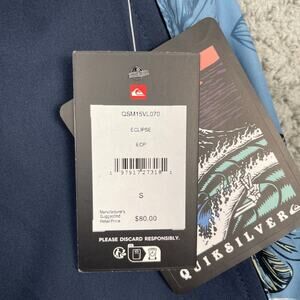 QSM15VL070
ECLIPSE
ECP
S
Manufacturer's
Suggested
Retail Price
$80.00
PLEASE DISCARD RESPONSIBLY.
QUIKSILVER